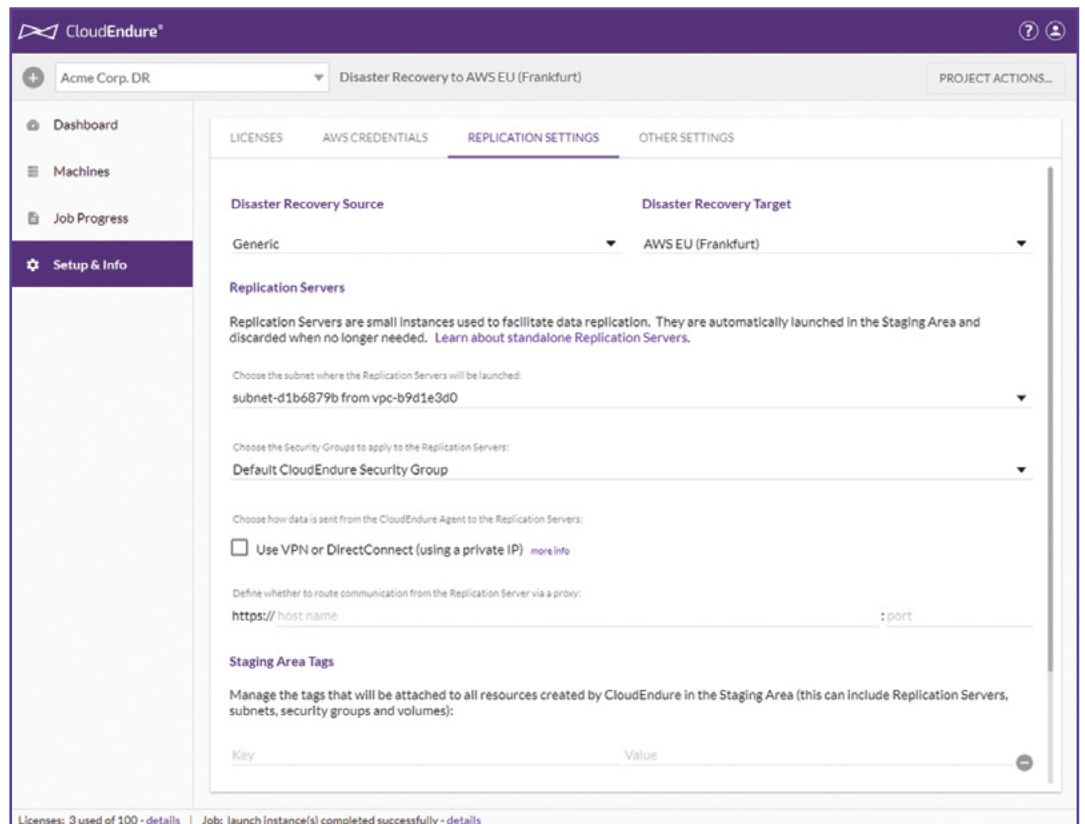 CloudEndure®
Acme Corp. DR
Disaster Recovery to AWS EU (Frankfurt)
PROJECT ACTIONS...
Dashboard
Machines
Job Progress
Setup & Info
LICENSES
AWS CREDENTIALS
REPLICATION SETTINGS
OTHER SETTINGS
Disaster Recovery Source
Disaster Recovery Target
Generic
AWS EU (Frankfurt)
Replication Servers
Replication Servers are small instances used to facilitate data replication. They are automatically launched in the Staging Area and
discarded when no longer needed. Learn about standalone Replication Servers.
Choose the subnet where the Replication Servers will be launched:
subnet-d1b6879b from vpc-b9d1e3d0
Choose the Security Groups to apply to the Replication Servers:
Default CloudEndure Security Group
Choose how data is sent from the CloudEndure Agent to the Replication Servers:
Use VPN or DirectConnect (using a private IP) more info
Define whether to route communication from the Replication Server via a proxy:
https:// host name : port
Staging Area Tags
Manage the tags that will be attached to all resources created by CloudEndure in the Staging Area (this can include Replication Servers,
subnets, security groups and volumes):
Key
Value
Licenses: 3 used of 100 - details | Job: launch instance(s) completed successfully - details